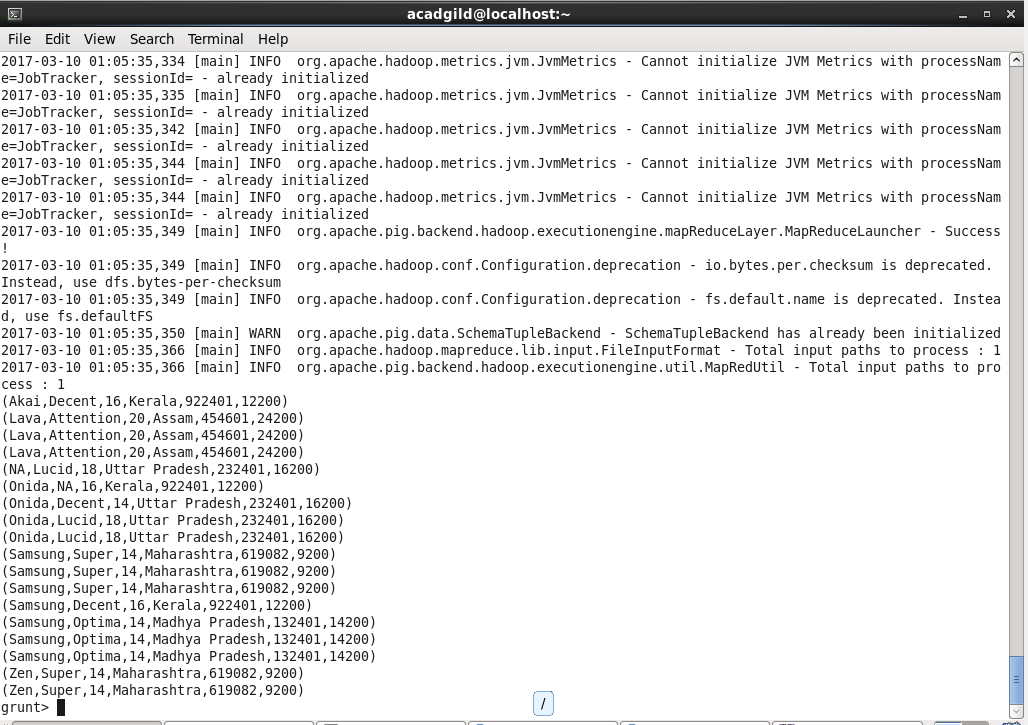 acadgild@localhost:~
File Edit View Search Terminal Help
2017-03-10 01:05:35,334 [main] INFO  org.apache.hadoop.metrics.jvm.JvmMetrics - Cannot initialize JVM Metrics with processNam
e=JobTracker, sessionId= - already initialized
2017-03-10 01:05:35,335 [main] INFO  org.apache.hadoop.metrics.jvm.JvmMetrics - Cannot initialize JVM Metrics with processNam
e=JobTracker, sessionId= - already initialized
2017-03-10 01:05:35,342 [main] INFO  org.apache.hadoop.metrics.jvm.JvmMetrics - Cannot initialize JVM Metrics with processNam
e=JobTracker, sessionId= - already initialized
2017-03-10 01:05:35,344 [main] INFO  org.apache.hadoop.metrics.jvm.JvmMetrics - Cannot initialize JVM Metrics with processNam
e=JobTracker, sessionId= - already initialized
2017-03-10 01:05:35,344 [main] INFO  org.apache.hadoop.metrics.jvm.JvmMetrics - Cannot initialize JVM Metrics with processNam
e=JobTracker, sessionId= - already initialized
2017-03-10 01:05:35,349 [main] INFO  org.apache.pig.backend.hadoop.executionengine.mapReduceLayer.MapReduceLauncher - Success
!
2017-03-10 01:05:35,349 [main] INFO  org.apache.hadoop.conf.Configuration.deprecation - io.bytes.per.checksum is deprecated.
Instead, use dfs.bytes-per-checksum
2017-03-10 01:05:35,349 [main] INFO  org.apache.hadoop.conf.Configuration.deprecation - fs.default.name is deprecated. Instea
d, use fs.defaultFS
2017-03-10 01:05:35,350 [main] WARN  org.apache.pig.data.SchemaTupleBackend - SchemaTupleBackend has already been initialized
2017-03-10 01:05:35,366 [main] INFO  org.apache.hadoop.mapreduce.lib.input.FileInputFormat - Total input paths to process : 1
2017-03-10 01:05:35,366 [main] INFO  org.apache.pig.backend.hadoop.executionengine.util.MapRedUtil - Total input paths to pro
cess : 1
(Akai,Decent,16,Kerala,922401,12200)
(Lava,Attention,20,Assam,454601,24200)
(Lava,Attention,20,Assam,454601,24200)
(Lava,Attention,20,Assam,454601,24200)
(NA,Lucid,18,Uttar Pradesh,232401,16200)
(Onida,NA,16,Kerala,922401,12200)
(Onida,Decent,14,Uttar Pradesh,232401,16200)
(Onida,Lucid,18,Uttar Pradesh,232401,16200)
(Onida,Lucid,18,Uttar Pradesh,232401,16200)
(Samsung,Super,14,Maharashtra,619082,9200)
(Samsung,Super,14,Maharashtra,619082,9200)
(Samsung,Super,14,Maharashtra,619082,9200)
(Samsung,Decent,16,Kerala,922401,12200)
(Samsung,Optima,14,Madhya Pradesh,132401,14200)
(Samsung,Optima,14,Madhya Pradesh,132401,14200)
(Samsung,Optima,14,Madhya Pradesh,132401,14200)
(Zen,Super,14,Maharashtra,619082,9200)
(Zen,Super,14,Maharashtra,619082,9200)
grunt>
/